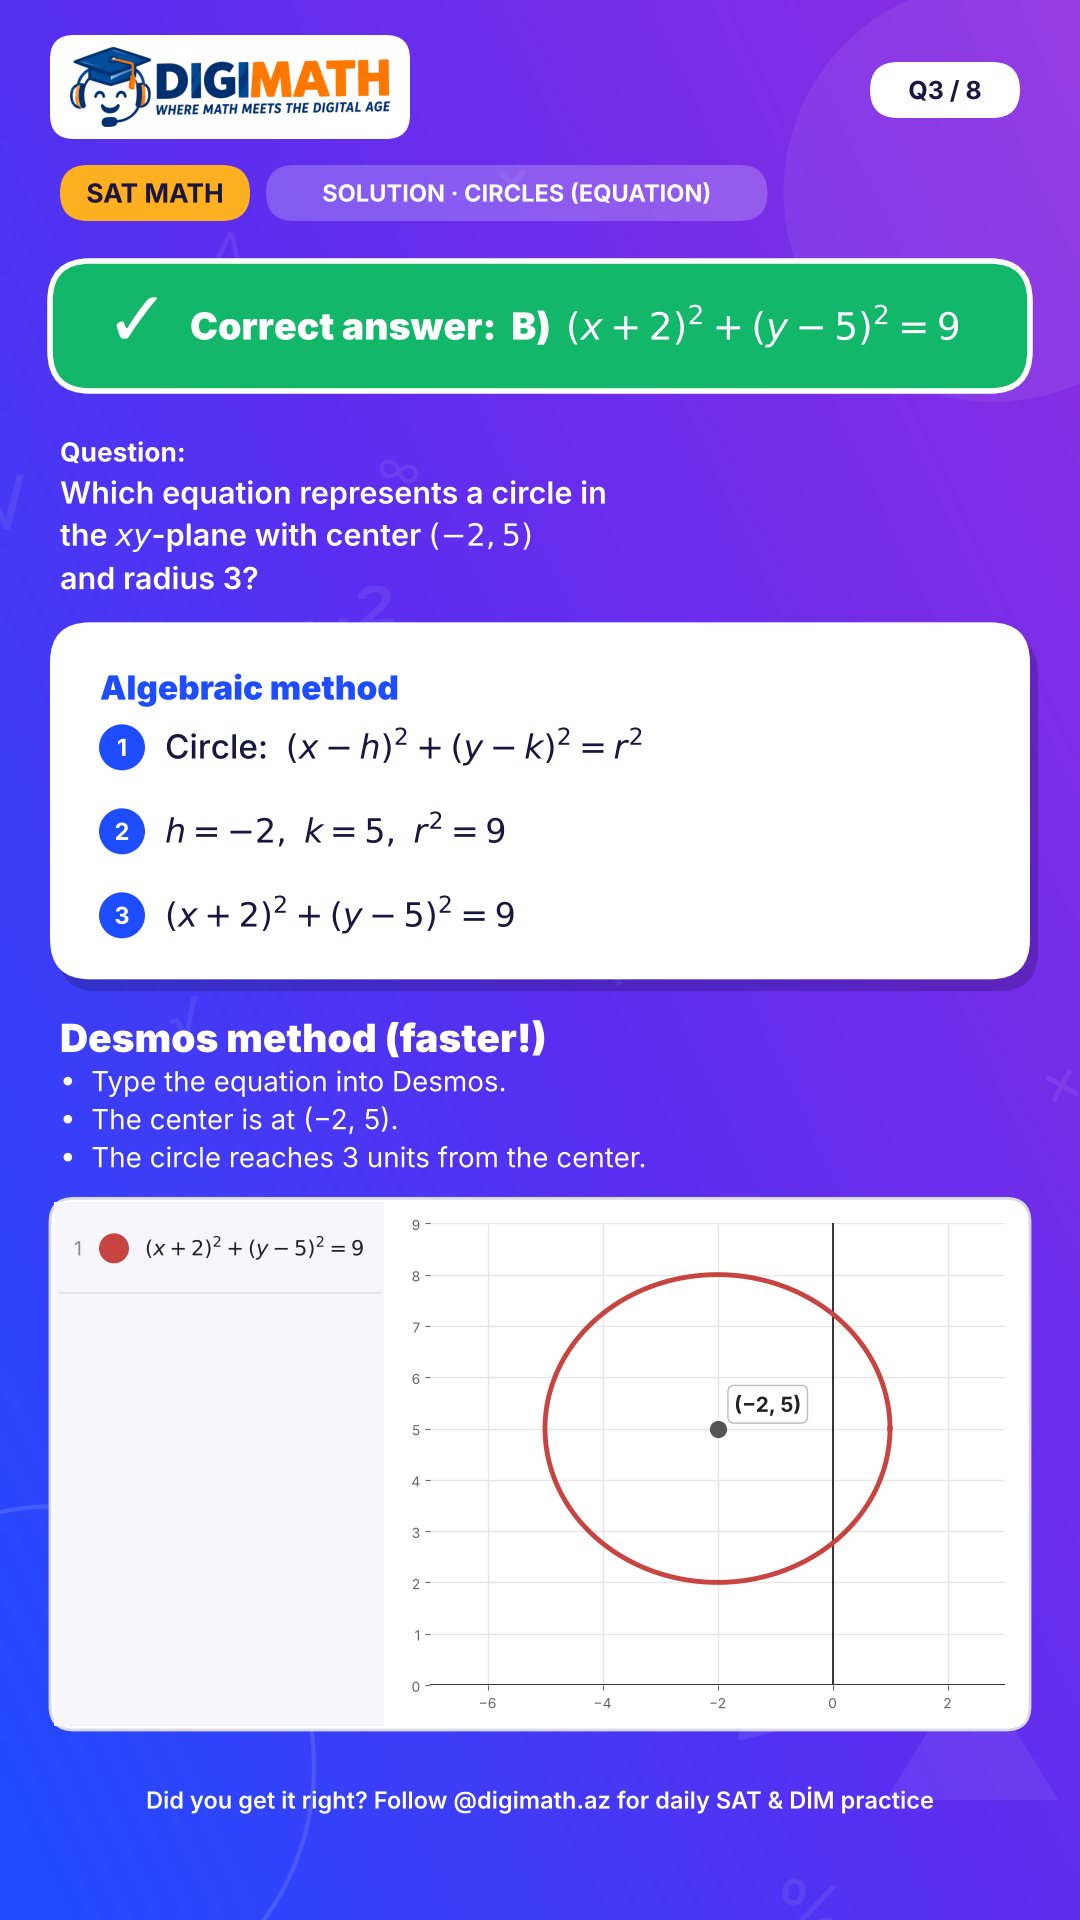 DIGIMATH
WHERE MATH MEETS THE DIGITAL AGE
Q3 / 8
SAT MATH
SOLUTION · CIRCLES (EQUATION)
✓ Correct answer: B) (x + 2)² + (y − 5)² = 9
Question:
Which equation represents a circle in
the xy-plane with center (−2, 5)
and radius 3?
Algebraic method
1 Circle: (x − h)² + (y − k)² = r²
2 h = −2, k = 5, r² = 9
3 (x + 2)² + (y − 5)² = 9
Desmos method (faster!)
• Type the equation into Desmos.
• The center is at (−2, 5).
• The circle reaches 3 units from the center.
1 (x + 2)² + (y − 5)² = 9
9
8
7
6
(−2, 5)
5
4
3
2
1
0
−6 −4 −2 0 2
Did you get it right? Follow @digimath.az for daily SAT & DİM practice